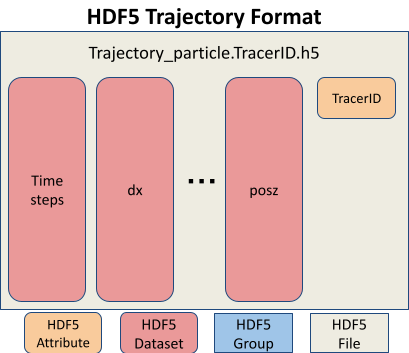 HDF5 Trajectory Format
Trajectory_particle.TracerID.h5
Time
steps
dx
...
posz
TracerID
HDF5
Attribute
HDF5
Dataset
HDF5
Group
HDF5
File